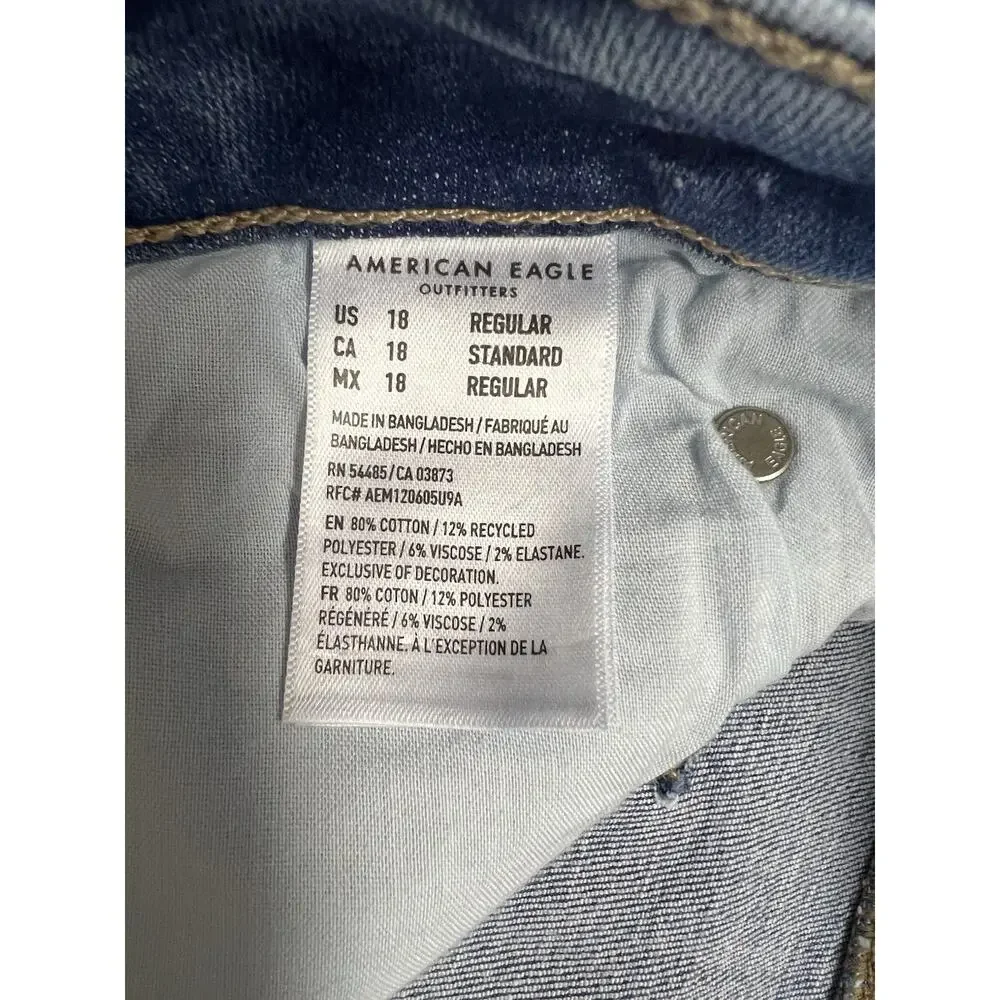 AMERICAN EAGLE
OUTFITTERS
US 18 REGULAR
CA 18 STANDARD
MX 18 REGULAR
MADE IN BANGLADESH / FABRIQUÉ AU
BANGLADESH / HECHO EN BANGLADESH
RN 54485 / CA 03873
RFC# AEM120605U9A
EN 80% COTTON / 12% RECYCLED
POLYESTER / 6% VISCOSE / 2% ELASTANE.
EXCLUSIVE OF DECORATION.
FR 80% COTON / 12% POLYESTER
RÉGÉNÉRÉ / 6% VISCOSE / 2%
ÉLASTHANNE. À L'EXCEPTION DE LA
GARNITURE.
EAGLE